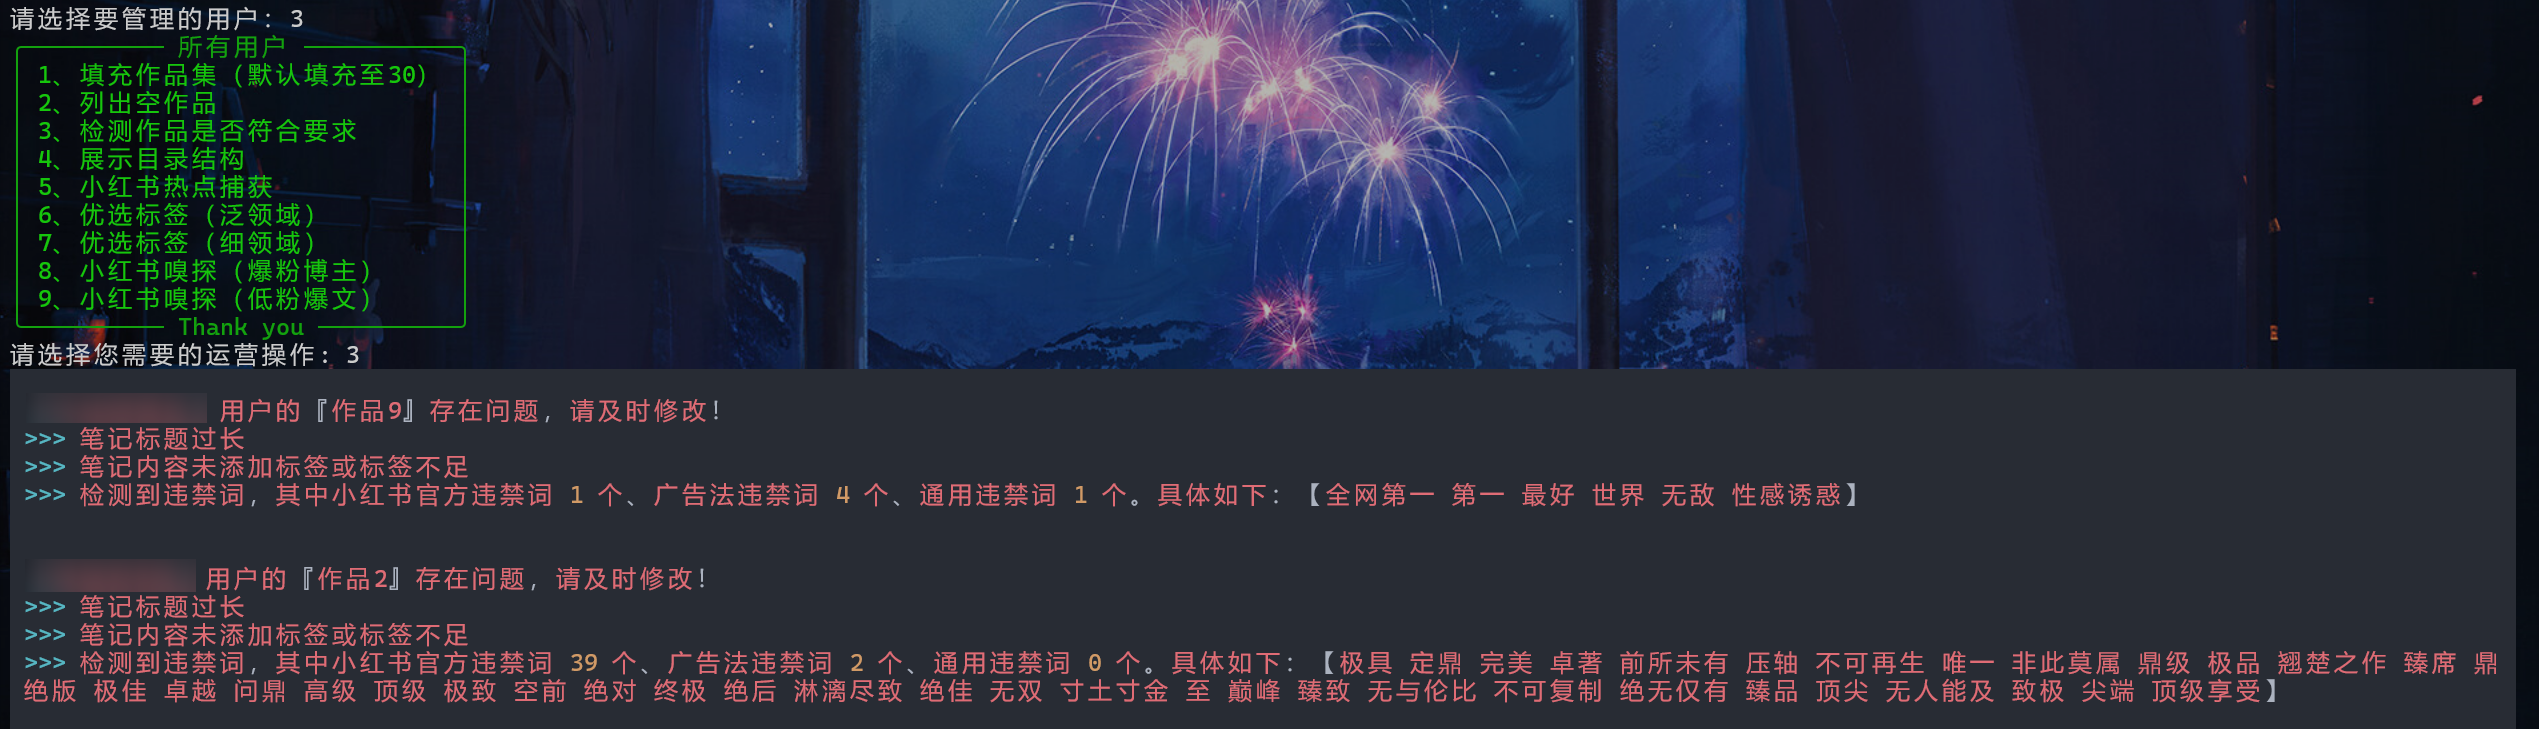 请选择要管理的用户: 3
所有用户
1、填充作品集 (默认填充至30)
2、列出空作品
3、检测作品是否符合要求
4、展示目录结构
5、小红书热点捕获
6、优选标签 (泛领域)
7、优选标签 (细领域)
8、小红书嗅探 (爆粉博主)
9、小红书嗅探 (低粉爆文)
Thank you
请选择您需要的运营操作: 3
用户的『作品9』存在问题, 请及时修改!
>>> 笔记标题过长
>>> 笔记内容未添加标签或标签不足
>>> 检测到违禁词, 其中小红书官方违禁词 1 个、广告法违禁词 4 个、通用违禁词 1 个。具体如下: 【全网第一 第一 最好 世界 无敌 性感诱惑】
用户的『作品2』存在问题, 请及时修改!
>>> 笔记标题过长
>>> 笔记内容未添加标签或标签不足
>>> 检测到违禁词, 其中小红书官方违禁词 39 个、广告法违禁词 2 个、通用违禁词 0 个。具体如下: 【极具 定鼎 完美 卓著 前所未有 压轴 不可再生 唯一 非此莫属 鼎级 极品 翘楚之作 臻席 鼎
绝版 极佳 卓越 问鼎 高级 顶级 极致 空前 绝对 终极 绝后 淋漓尽致 绝佳 无双 寸土寸金 至 巅峰 臻致 无与伦比 不可复制 绝无仅有 臻品 顶尖 无人能及 致极 尖端 顶级享受】